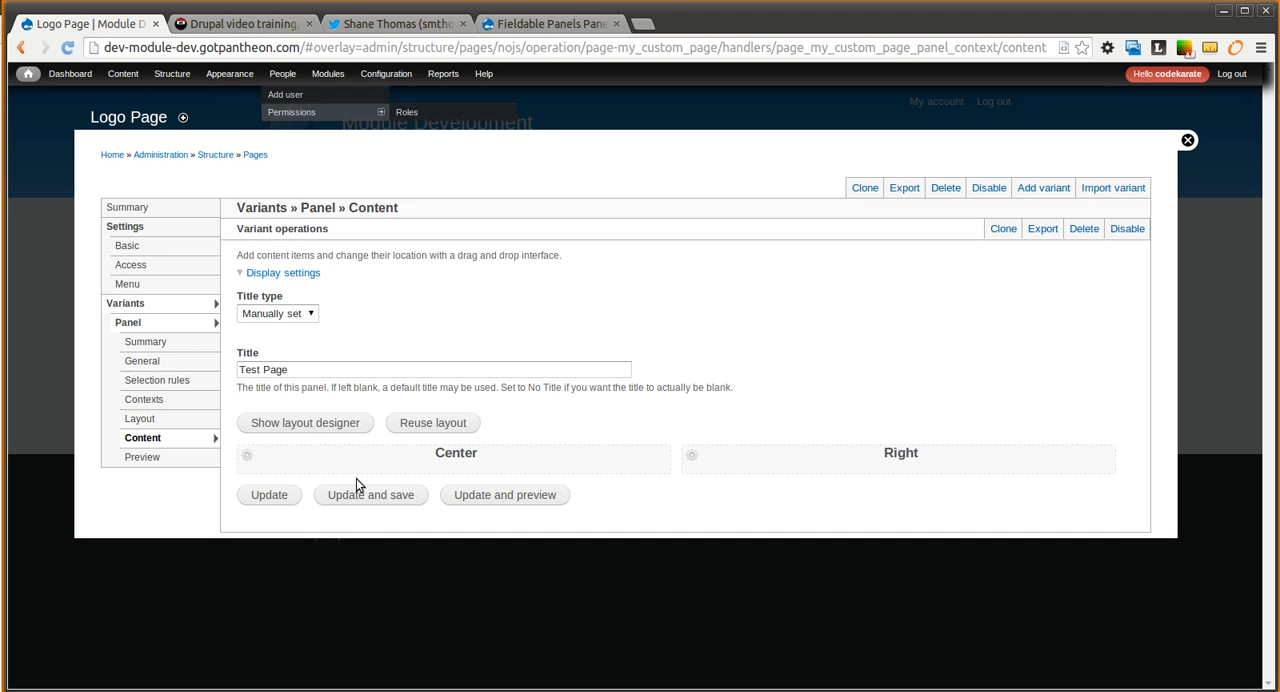 Logo Page | Module D
Drupal video training,
Shane Thomas (smtho
Fieldable Panels Pane
dev-module-dev.gotpantheon.com/#overlay=admin/structure/pages/nojs/operation/page-my_custom_page/handlers/page_my_custom_page_panel_context/content
Dashboard Content Structure Appearance People Modules Configuration Reports Help
Hello codekarate Log out
Add user
Permissions
Roles
My account Log out
Logo Page
Module Development
Home » Administration » Structure » Pages
Clone Export Delete Disable Add variant Import variant
Summary
Settings
Basic
Access
Menu
Variants
Panel
Summary
General
Selection rules
Contexts
Layout
Content
Preview
Variants » Panel » Content
Variant operations
Clone Export Delete Disable
Add content items and change their location with a drag and drop interface.
Display settings
Title type
Manually set
Title
Test Page
The title of this panel. If left blank, a default title may be used. Set to No Title if you want the title to actually be blank.
Show layout designer Reuse layout
Center Right
Update Update and save Update and preview